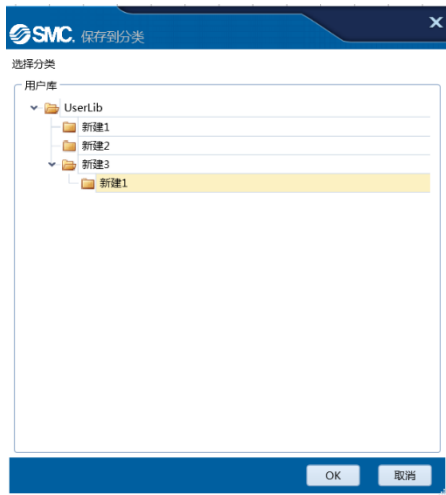 SMC. 保存到分类
选择分类
用户库
UserLib
新建1
新建2
新建3
新建1
OK 取消